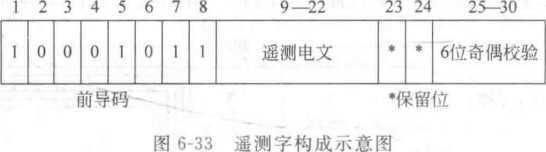 1 2 3 4 5 6 7 8 9—22 23 24 25—30
1 0 0 0 1 0 1 1 遥测电文 * * 6位奇偶校验
前导码 *保留位
图 6-33 遥测字构成示意图